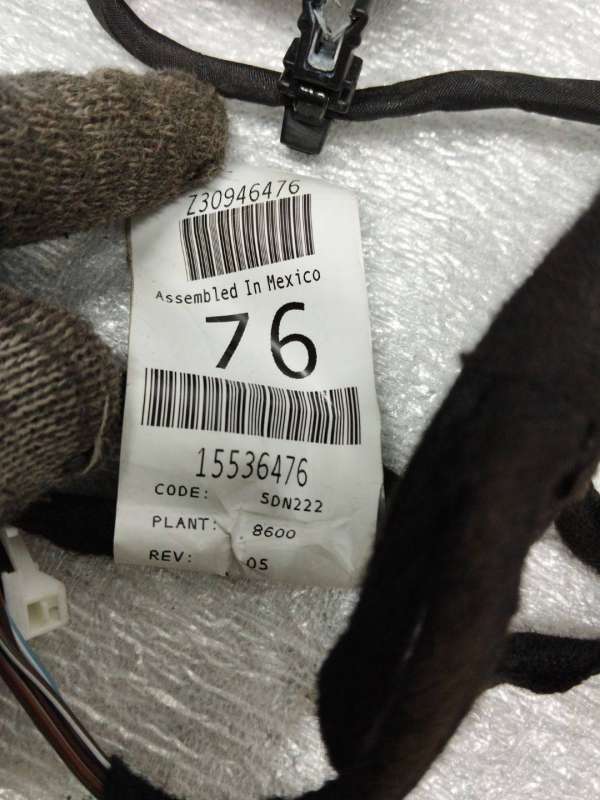 Z30946476
Assembled In Mexico
76
15536476
CODE: SDN222
PLANT: 8600
REV: 05